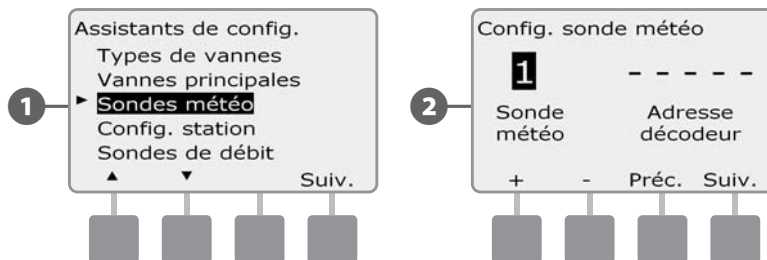 1
Assistants de config.
Types de vannes
Vannes principales
Sondes météo
Config. station
Sondes de débit
Suiv.
2
Config. sonde météo
1 - - - - -
Sonde météo
Adresse décodeur
+ - Préc. Suiv.